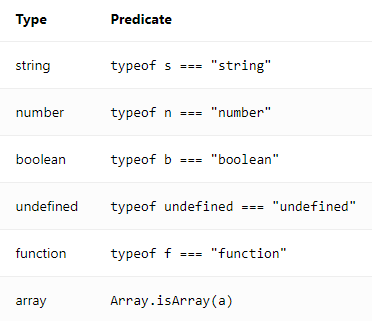 Type Predicate
string typeof s === "string"
number typeof n === "number"
boolean typeof b === "boolean"
undefined typeof undefined === "undefined"
function typeof f === "function"
array Array.isArray(a)